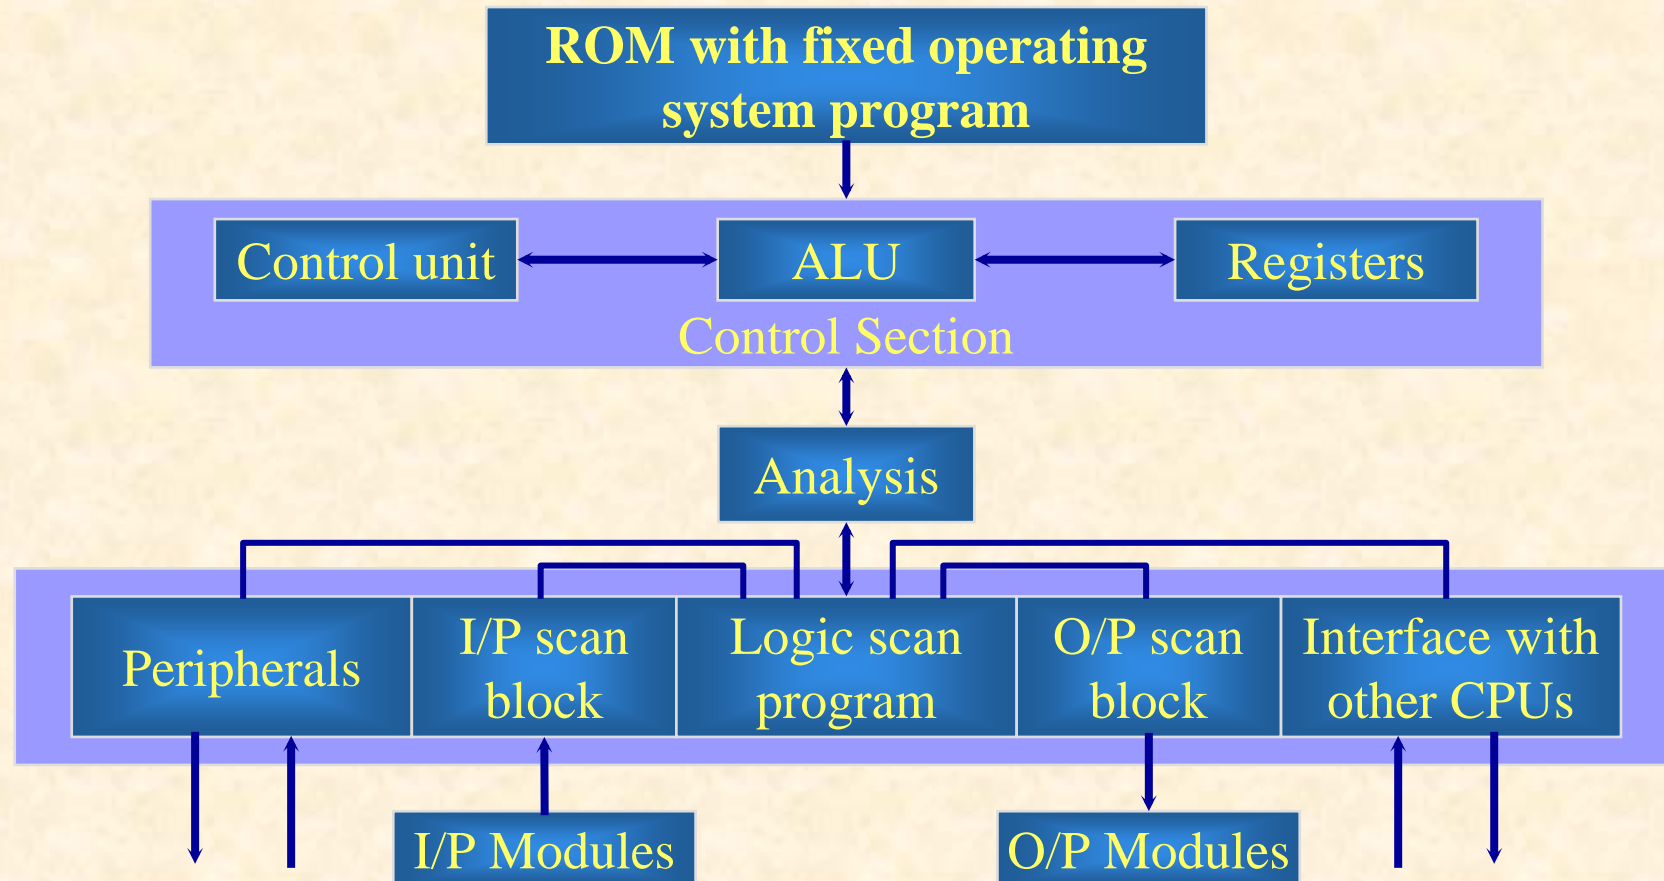 ROM with fixed operating
system program
Control unit
ALU
Registers
Control Section
Analysis
Peripherals
I/P scan
block
Logic scan
program
O/P scan
block
Interface with
other CPUs
I/P Modules
O/P Modules